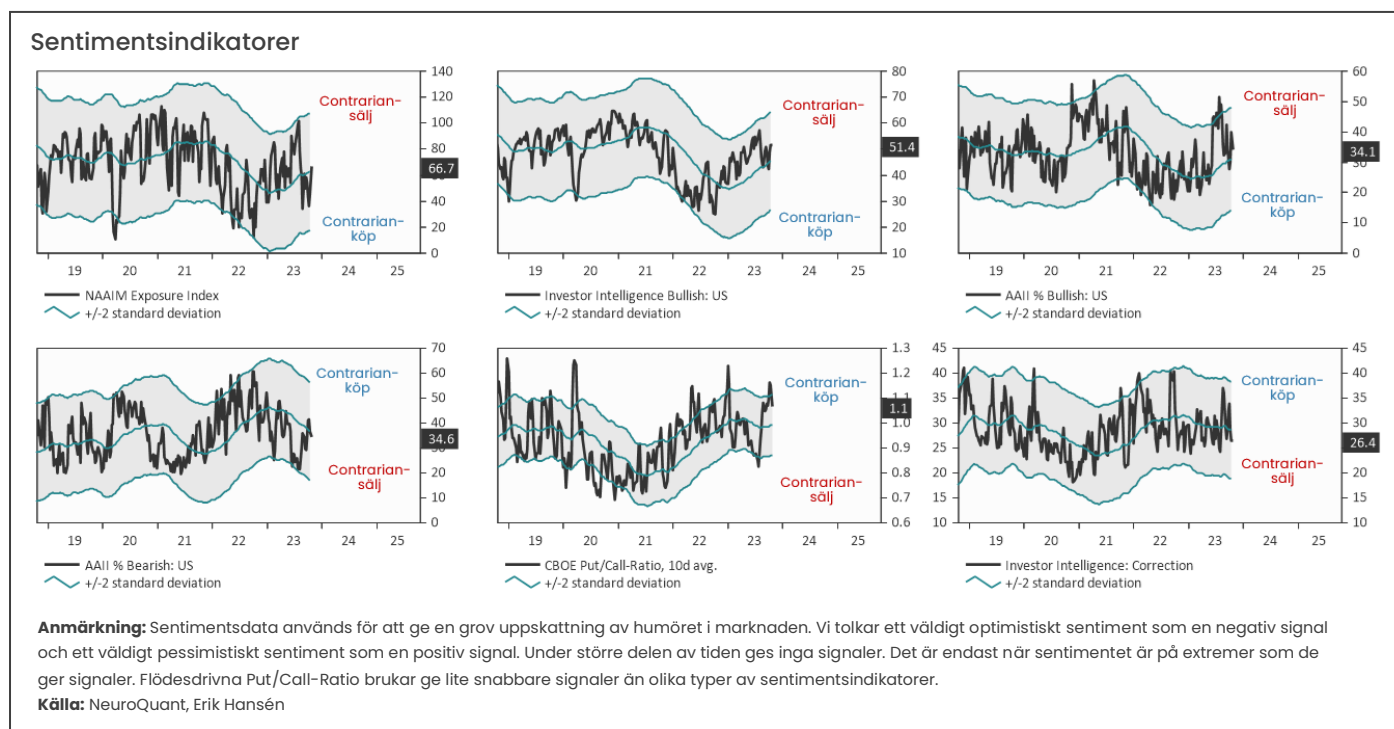 Sentimentsindikatorer
140
120
100
80
66.7
40
20
0
Contrarian-
sälj
Contrarian-
köp
19 20 21 22 23 24 25
NAAIM Exposure Index
+/-2 standard deviation
80
70
60
51.4
40
30
20
10
Contrarian-
sälj
Contrarian-
köp
19 20 21 22 23 24 25
Investor Intelligence Bullish: US
+/-2 standard deviation
60
50
40
34.1
30
20
10
0
Contrarian-
sälj
Contrarian-
köp
19 20 21 22 23 24 25
AAII % Bullish: US
+/-2 standard deviation
70
60
50
40
34.6
30
20
10
0
Contrarian-
köp
Contrarian-
sälj
19 20 21 22 23 24 25
AAII % Bearish: US
+/-2 standard deviation
1.3
1.2
1.1
1.1
1.0
0.9
0.8
0.7
0.6
Contrarian-
köp
Contrarian-
sälj
19 20 21 22 23 24 25
CBOE Put/Call-Ratio, 10d avg.
+/-2 standard deviation
45 45
40 40
35 35
30 30
25 26.4
20 20
15 15
10 10
Contrarian-
köp
Contrarian-
sälj
19 20 21 22 23 24 25
Investor Intelligence: Correction
+/-2 standard deviation
Anmärkning: Sentimentsdata används för att ge en grov uppskattning av humöret i marknaden. Vi tolkar ett väldigt optimistiskt sentiment som en negativ signal
och ett väldigt pessimistiskt sentiment som en positiv signal. Under större delen av tiden ges inga signaler. Det är endast när sentimentet är på extremer som de
ger signaler. Flödesdrivna Put/Call-Ratio brukar ge lite snabbare signaler än olika typer av sentimentsindikatorer.
Källa: NeuroQuant, Erik Hansén